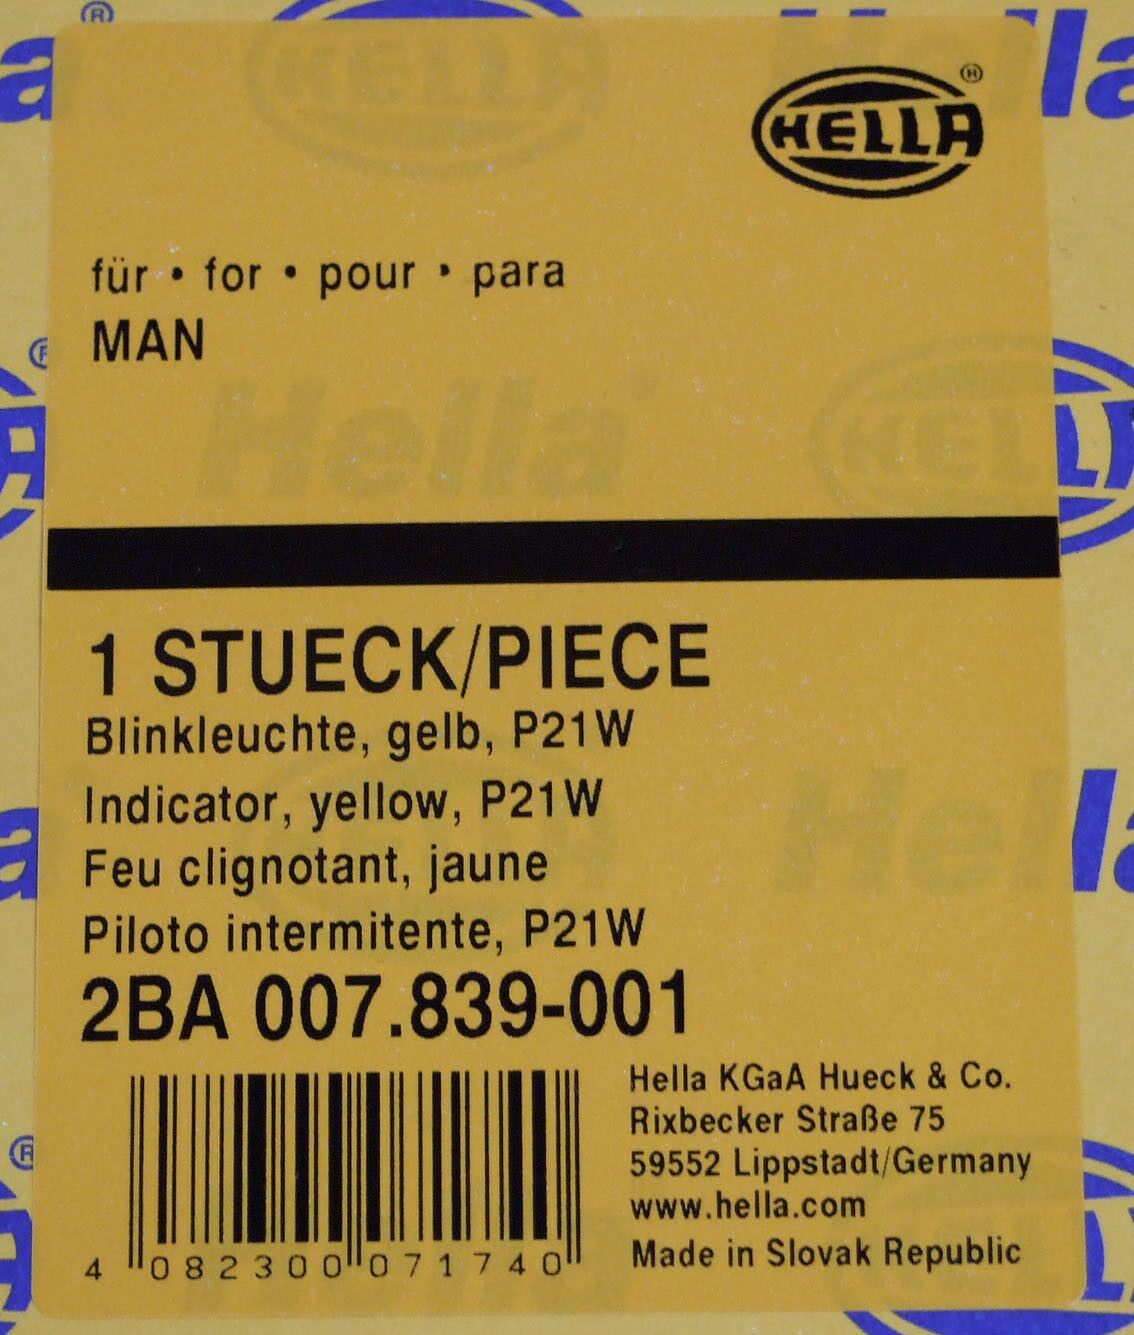 HELLA
für • for • pour • para
MAN
1 STUECK/PIECE
Blinkleuchte, gelb, P21W
Indicator, yellow, P21W
Feu clignotant, jaune
Piloto intermitente, P21W
2BA 007.839-001
Hella KGaA Hueck & Co.
Rixbecker Straße 75
59552 Lippstadt/Germany
www.hella.com
Made in Slovak Republic
4 082300 071740